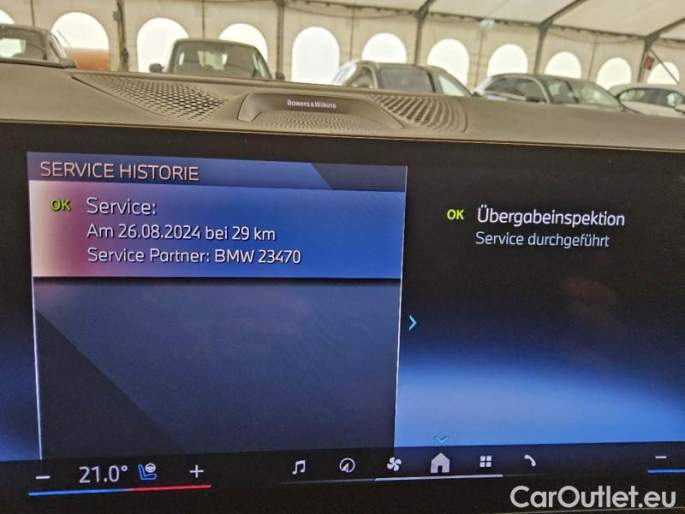 Bowers & Wilkins
SERVICE HISTORIE
OK Service:
Am 26.08.2024 bei 29 km
Service Partner: BMW 23470
OK Übergabeinspektion
Service durchgeführt
− 21.0° +
−
CarOutlet.eu